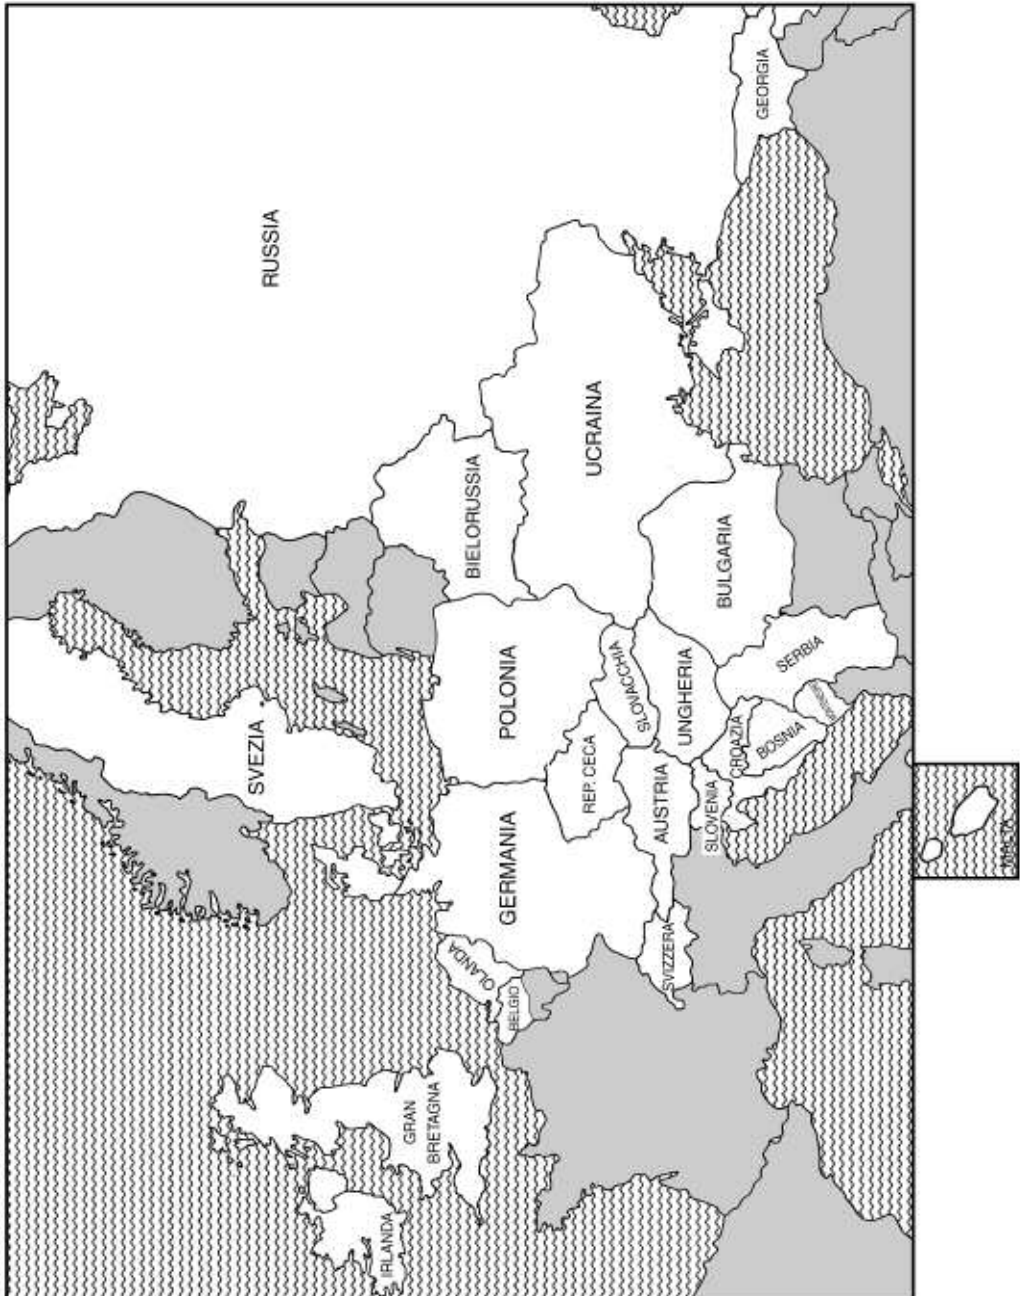 SVEZIA
RUSSIA
IRLANDA
GRAN
BRETAGNA
OLANDA
BIELORUSSIA
GERMANIA
POLONIA
BELGIO
REP. CECA
UCRAINA
SLOVACCHIA
SVIZZERA
AUSTRIA
UNGHERIA
SLOVENIA
CROAZIA
BULGARIA
GEORGIA
BOSNIA
SERBIA
MALTA